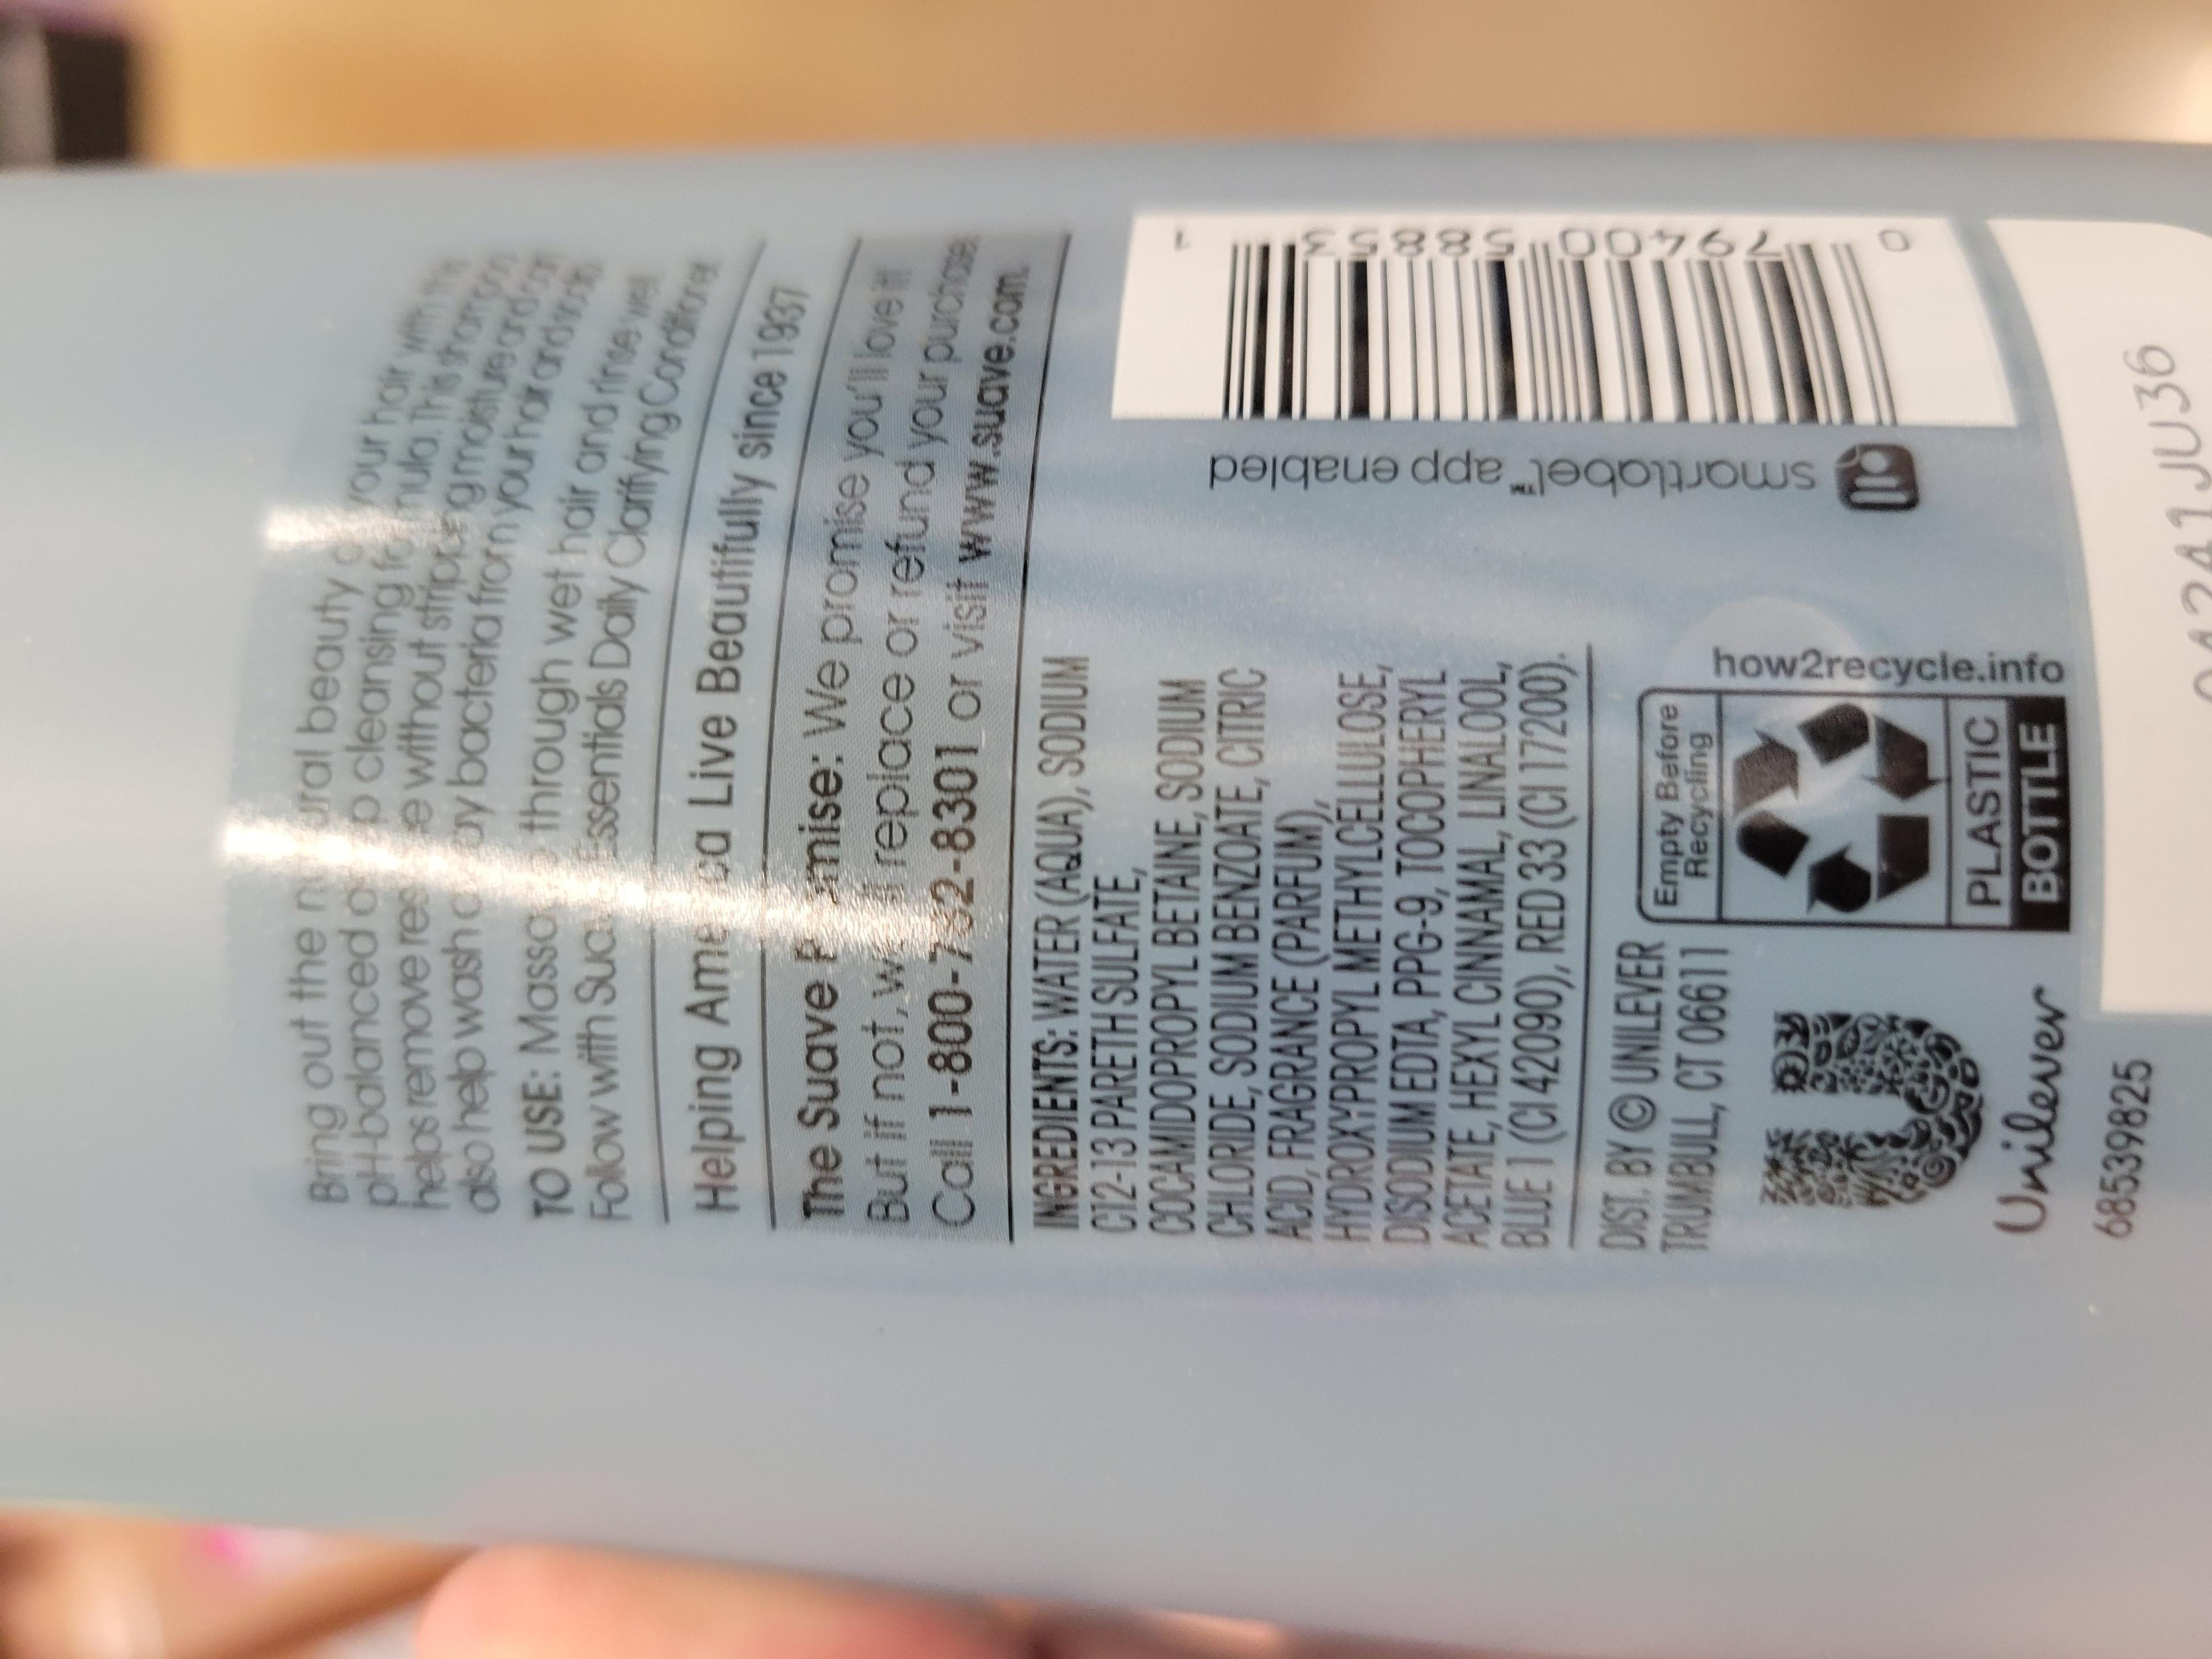 Bring out the natural beauty of your hair with this
pH-balanced deep cleansing formula. This shampoo
helps remove residue without stripping moisture and can
also help wash away bacteria from your hair and scalp.
TO USE: Massage through wet hair and rinse well.
Follow with Suave Essentials Daily Clarifying Conditioner.
Helping America Live Beautifully since 1937
The Suave Promise: We promise you'll love it!
But if not, we'll replace or refund your purchase.
Call 1-800-782-8301 or visit www.suave.com.
INGREDIENTS: WATER (AQUA), SODIUM
C12-13 PARETH SULFATE,
COCAMIDOPROPYL BETAINE, SODIUM
CHLORIDE, SODIUM BENZOATE, CITRIC
ACID, FRAGRANCE (PARFUM),
HYDROXYPROPYL METHYLCELLULOSE,
DISODIUM EDTA, PPG-9, TOCOPHERYL
ACETATE, HEXYL CINNAMAL, LINALOOL,
BLUE 1 (CI 42090), RED 33 (CI 17200).
DIST. BY © UNILEVER
TRUMBULL, CT 06611
Unilever
68539825
Empty Before
Recycling
PLASTIC
BOTTLE
how2recycle.info
smartlabel™ app enabled
0 79400 58853 1
JU36